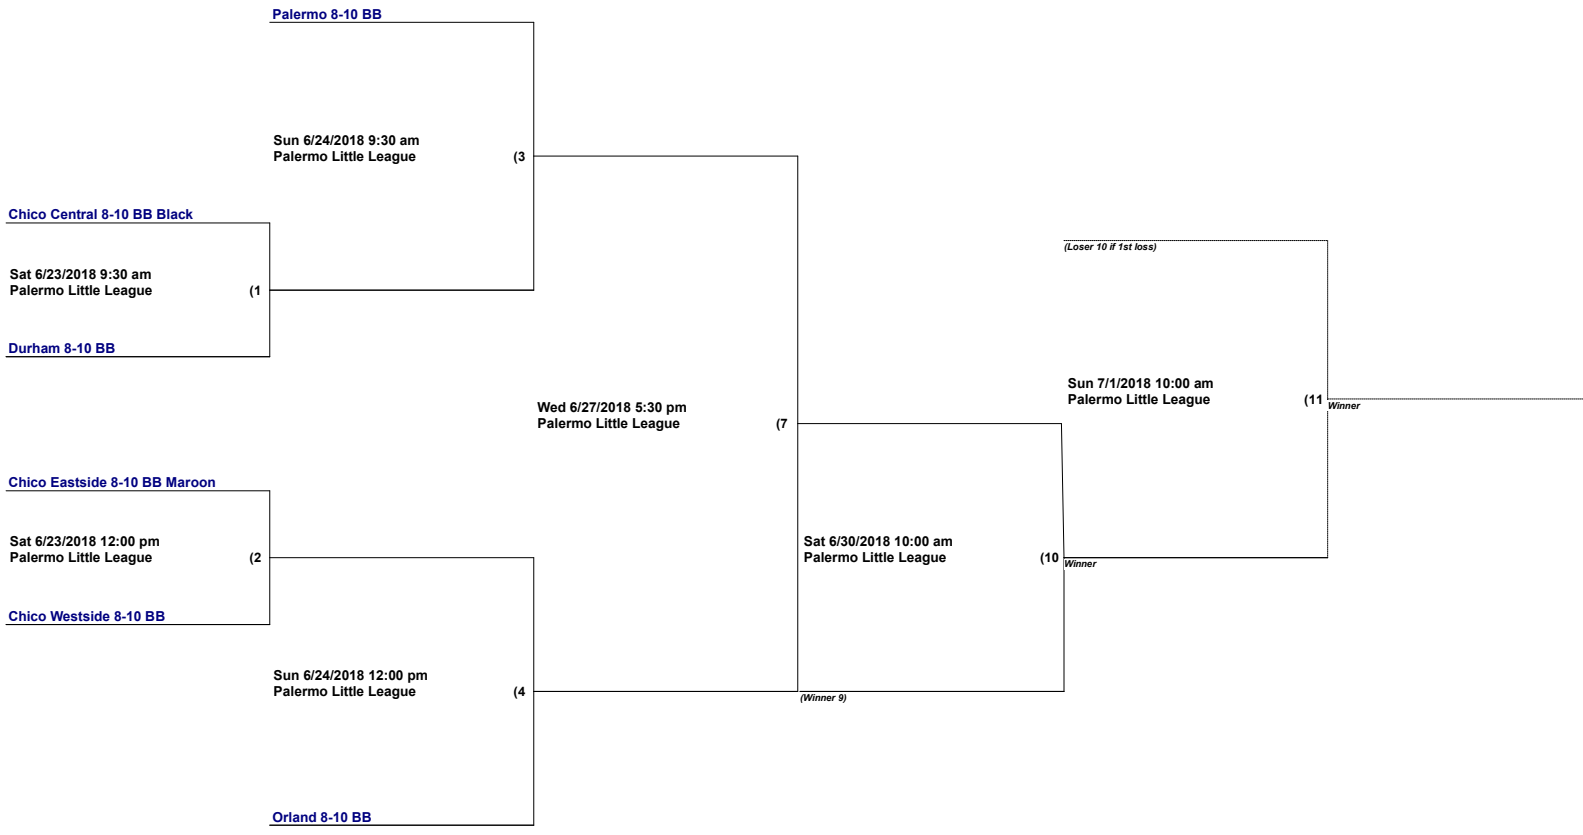 Palermo 8-10 BB
Sun 6/24/2018 9:30 am
Palermo Little League (3
Chico Central 8-10 BB Black
Sat 6/23/2018 9:30 am
Palermo Little League (1
Durham 8-10 BB
(Loser 10 if 1st loss)
Sun 7/1/2018 10:00 am
Palermo Little League (11 Winner
Wed 6/27/2018 5:30 pm
Palermo Little League (7
Chico Eastside 8-10 BB Maroon
Sat 6/23/2018 12:00 pm
Palermo Little League (2
Sat 6/30/2018 10:00 am
Palermo Little League (10 Winner
Chico Westside 8-10 BB
Sun 6/24/2018 12:00 pm
Palermo Little League (4
(Winner 9)
Orland 8-10 BB